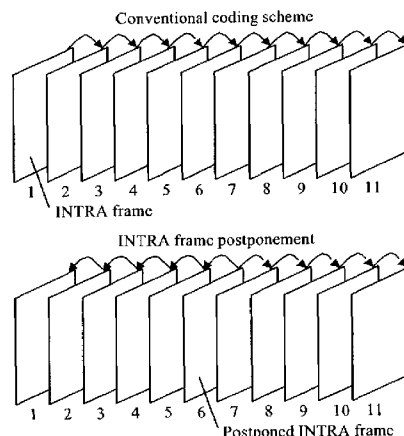 Conventional coding scheme
1 2 3 4 5 6 7 8 9 10 11
INTRA frame
INTRA frame postponement
1 2 3 4 5 6 7 8 9 10 11
Postponed INTRA frame